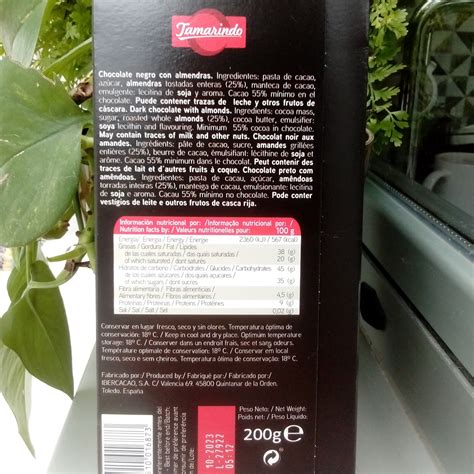 Tamarindo
Chocolate negro con almendras. Ingredientes: pasta de cacao,
azúcar, almendras tostadas enteras (25%), manteca de cacao,
emulgente: lecitina de soja y aroma. Cacao 55% mínimo en el
chocolate. Puede contener trazas de leche y otros frutos de
cáscara. Dark chocolate with almonds. Ingredients: cocoa mass,
sugar, roasted whole almonds (25%), cocoa butter, emulsifier:
soya lecithin and flavouring. Minimum 55% cocoa in chocolate.
May contain traces of milk and other nuts. Chocolat noir aux
amandes. Ingrédients: pâte de cacao, sucre, amandes grillées
entières (25%), beurre de cacao, émulsifiant: lécithine de soja et
arôme. Cacao 55% minimum dans le chocolat. Peut contenir des
traces de lait et d'autres fruits à coque. Chocolate preto com
amêndoas. Ingredientes: pasta de cacau, açúcar, amêndoas
torradas inteiras (25%), manteiga de cacau, emulsionante: lecitina
de soja e aroma. Cacau 55% mínimo no chocolate. Pode conter
vestígios de leite e outros frutos de casca rija.
Información nutricional por: /Informação nutricional por: /
Nutrition facts by: / Valeurs nutritionnelles pour: 100 g
Energía/ Energia / Energy / Énergie 2360 (kJ) / 567 (kcal)
Grasas / Gordura / Fat / Lipides 38 (g)
de las cuales saturadas / das quais saturadas /
of which saturated / dont saturés 20 (g)
Hidratos de carbono / Carboidratos / Glucides / Carbohydrates 45 (g)
de los cuales azúcares / dos quais açúcares /
of which sugars / dont sucres 35 (g)
Fibra alimentaria / Fibras alimentícias /
Alimentary fibres / Fibres alimentaires / 4,5 (g)
Proteínas / Proteínas / Proteins / Protéines 9 (g)
Sal / Sal / Salt / Sel 0,02 (g)
Conservar en lugar fresco, seco y sin olores. Temperatura óptima de
conservación: 18º C. / Keep in cool and dry place. Optimum temperature
storage: 18º C. / Conserver dans un endroit frais, sec et sans odeurs.
Température optimale de conservation: 18º C. / Conservar em local
fresco, seco e sem cheiros. Temperatura ótima de conservação: 18º C.
Fabricado por:/ Produced by:/ Fabriqué par:/ Fabricado por:/
IBERCACAO, S.A. C/ Valencia 69. 45800 Quintanar de la Orden.
Toledo. España
10-2023
L-27922
05:12
Peso Neto: / Net Weight:
Poids net: / Peso Líquido:
200g e